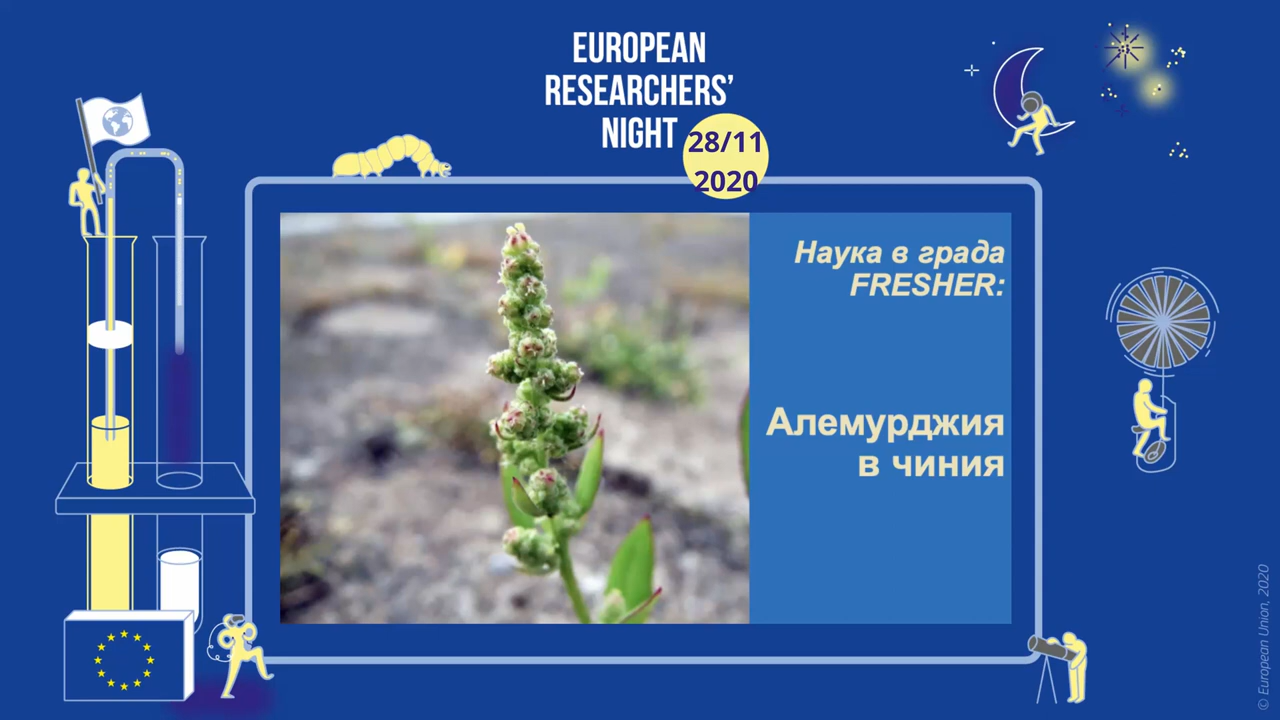 EUROPEAN
RESEARCHERS’
NIGHT
28/11
2020
Наука в града
FRESHER:
Алемурджия
в чиния
© European Union, 2020